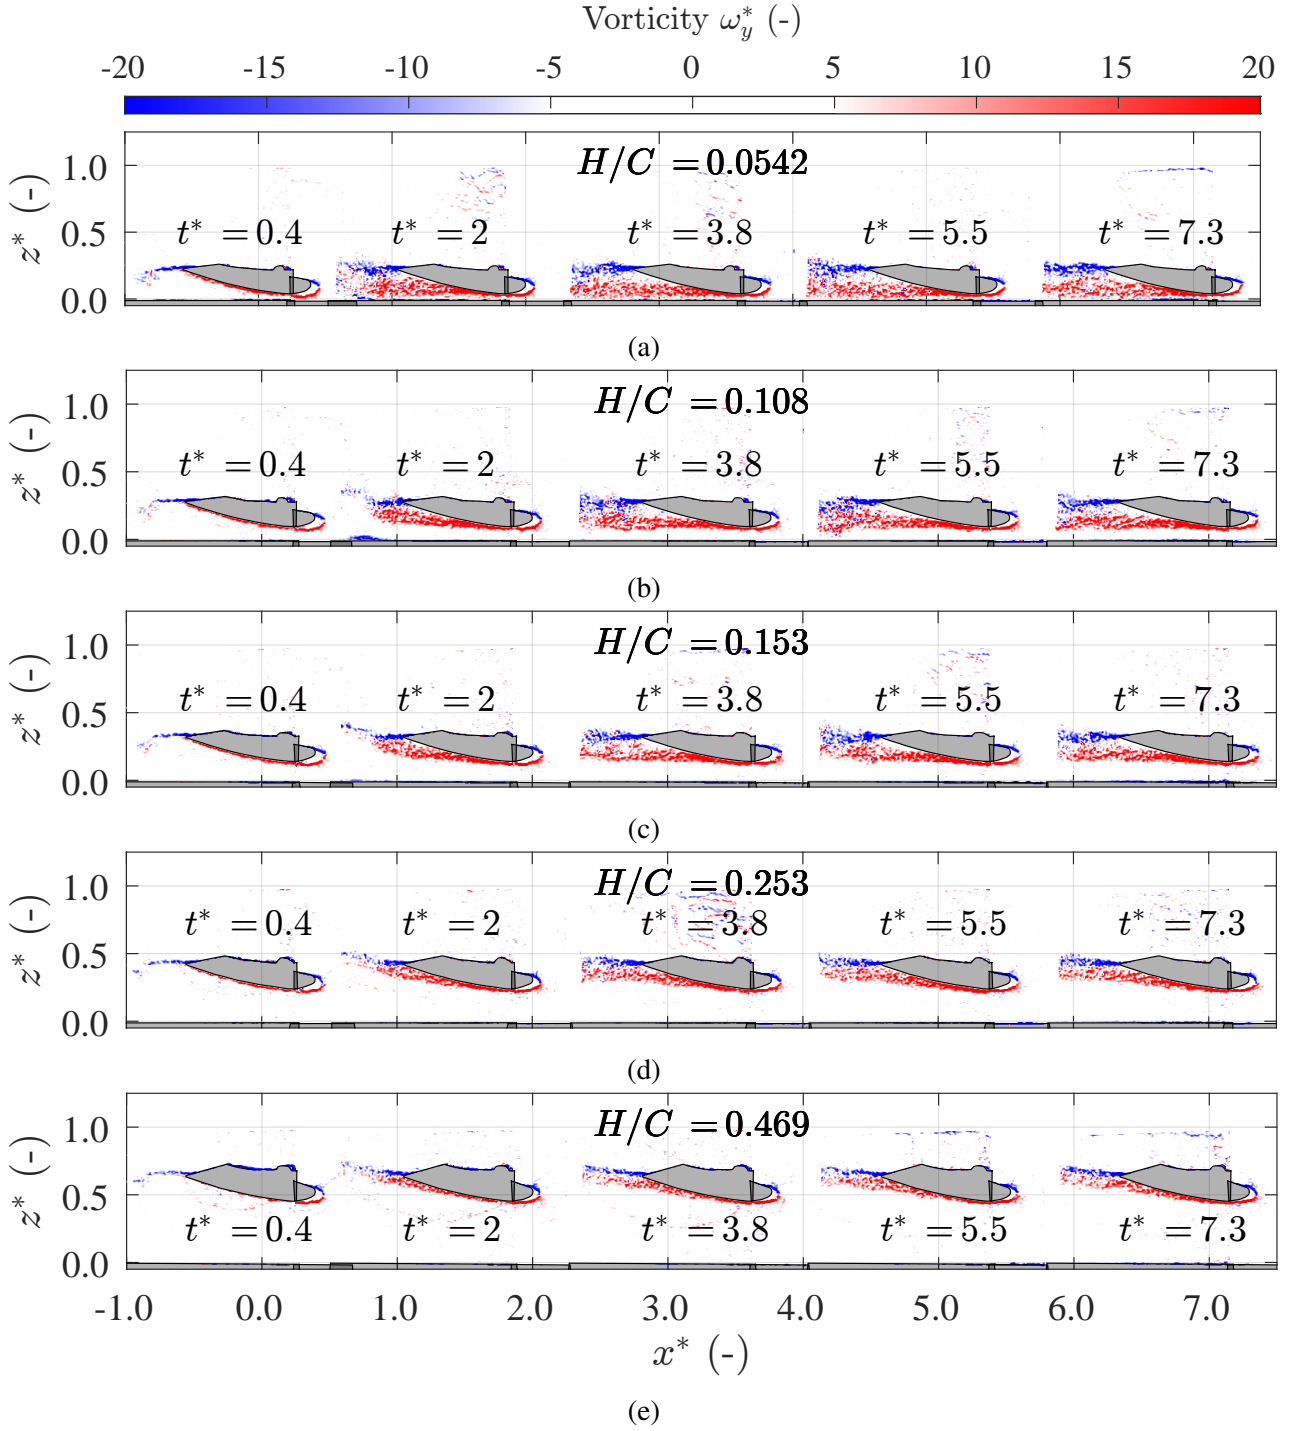 Vorticity ω*y (-)
-20 -15 -10 -5 0 5 10 15 20
z* (-)
1.0
0.5
0.0
H/C = 0.0542
t* = 0.4 t* = 2 t* = 3.8 t* = 5.5 t* = 7.3
(a)
z* (-)
1.0
0.5
0.0
H/C = 0.108
t* = 0.4 t* = 2 t* = 3.8 t* = 5.5 t* = 7.3
(b)
z* (-)
1.0
0.5
0.0
H/C = 0.153
t* = 0.4 t* = 2 t* = 3.8 t* = 5.5 t* = 7.3
(c)
z* (-)
1.0
0.5
0.0
H/C = 0.253
t* = 0.4 t* = 2 t* = 3.8 t* = 5.5 t* = 7.3
(d)
z* (-)
1.0
0.5
0.0
H/C = 0.469
t* = 0.4 t* = 2 t* = 3.8 t* = 5.5 t* = 7.3
-1.0 0.0 1.0 2.0 3.0 4.0 5.0 6.0 7.0
x* (-)
(e)